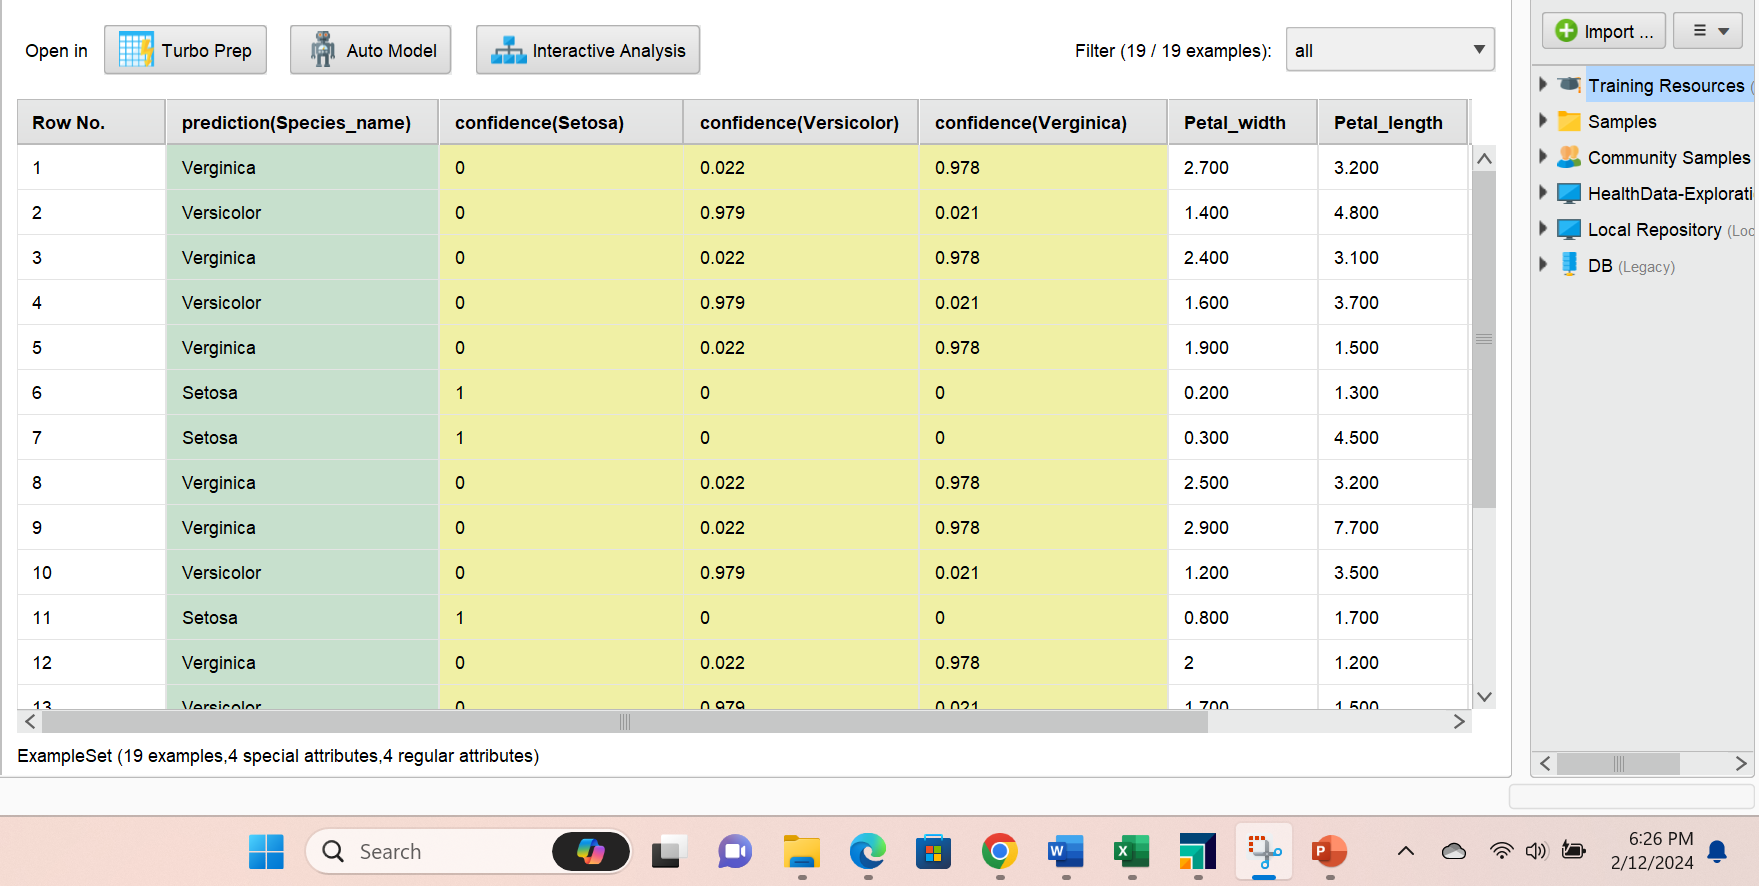 Open in Turbo Prep Auto Model Interactive Analysis Filter (19 / 19 examples): all
Row No. prediction(Species_name) confidence(Setosa) confidence(Versicolor) confidence(Verginica) Petal_width Petal_length
1 Verginica 0 0.022 0.978 2.700 3.200
2 Versicolor 0 0.979 0.021 1.400 4.800
3 Verginica 0 0.022 0.978 2.400 3.100
4 Versicolor 0 0.979 0.021 1.600 3.700
5 Verginica 0 0.022 0.978 1.900 1.500
6 Setosa 1 0 0 0.200 1.300
7 Setosa 1 0 0 0.300 4.500
8 Verginica 0 0.022 0.978 2.500 3.200
9 Verginica 0 0.022 0.978 2.900 7.700
10 Versicolor 0 0.979 0.021 1.200 3.500
11 Setosa 1 0 0 0.800 1.700
12 Verginica 0 0.022 0.978 2 1.200
13 Versicolor 0 0.979 0.021 1.700 1.500
ExampleSet (19 examples,4 special attributes,4 regular attributes)
Import ...
Training Resources (
Samples
Community Samples
HealthData-Explorati
Local Repository (Loc
DB (Legacy)
Search
6:26 PM
2/12/2024